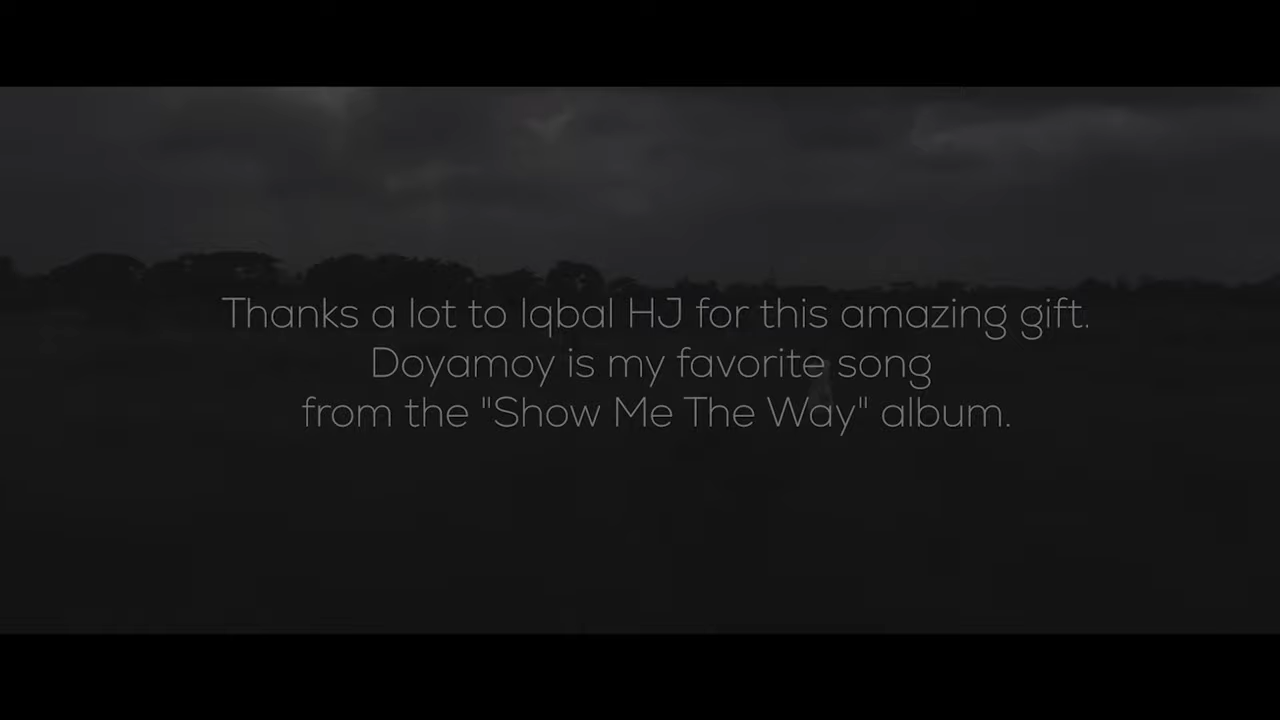 Thanks a lot to Iqbal HJ for this amazing gift.
Doyamoy is my favorite song
from the "Show Me The Way" album.